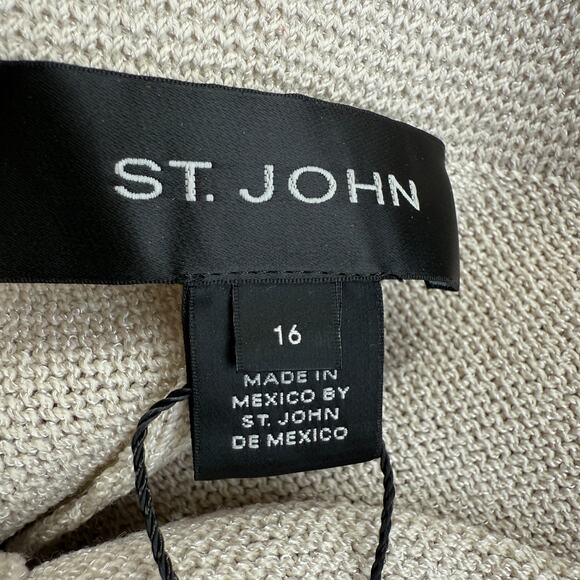 ST. JOHN
16
MADE IN
MEXICO BY
ST. JOHN
DE MEXICO